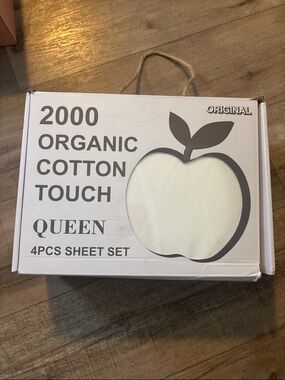 ORIGINAL
2000
ORGANIC
COTTON
TOUCH
QUEEN
4PCS SHEET SET